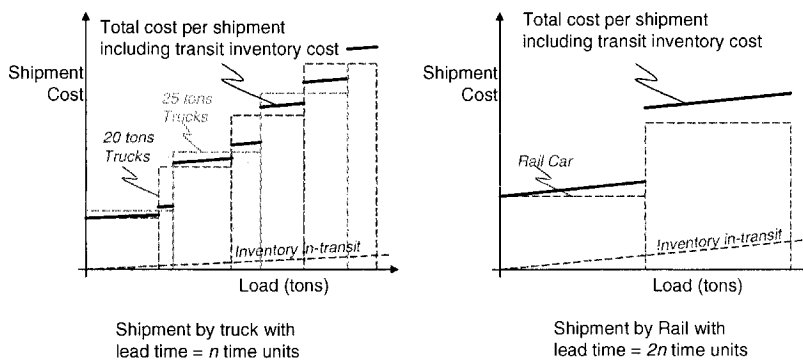 Total cost per shipment
including transit inventory cost
Shipment
Cost
25 tons
Trucks
20 tons
Trucks
Inventory in-transit
Load (tons)
Shipment by truck with
lead time = n time units
Total cost per shipment
including transit inventory cost
Shipment
Cost
Rail Car
Inventory in-transit
Load (tons)
Shipment by Rail with
lead time = 2n time units